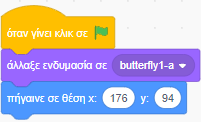 όταν γίνει κλικ σε
άλλαξε ενδυμασία σε butterfly1-a
πήγαινε σε θέση x: 176 y: 94